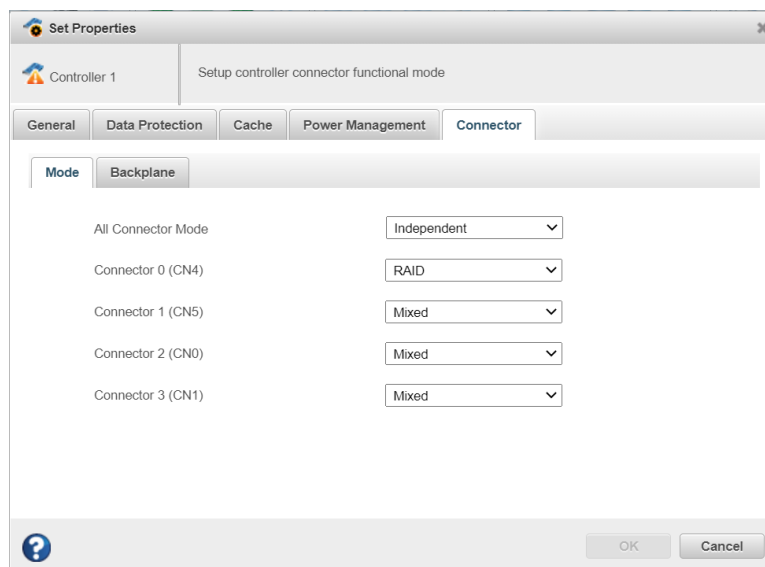 Set Properties
Controller 1
Setup controller connector functional mode
General Data Protection Cache Power Management Connector
Mode Backplane
All Connector Mode Independent
Connector 0 (CN4) RAID
Connector 1 (CN5) Mixed
Connector 2 (CN0) Mixed
Connector 3 (CN1) Mixed
? OK Cancel